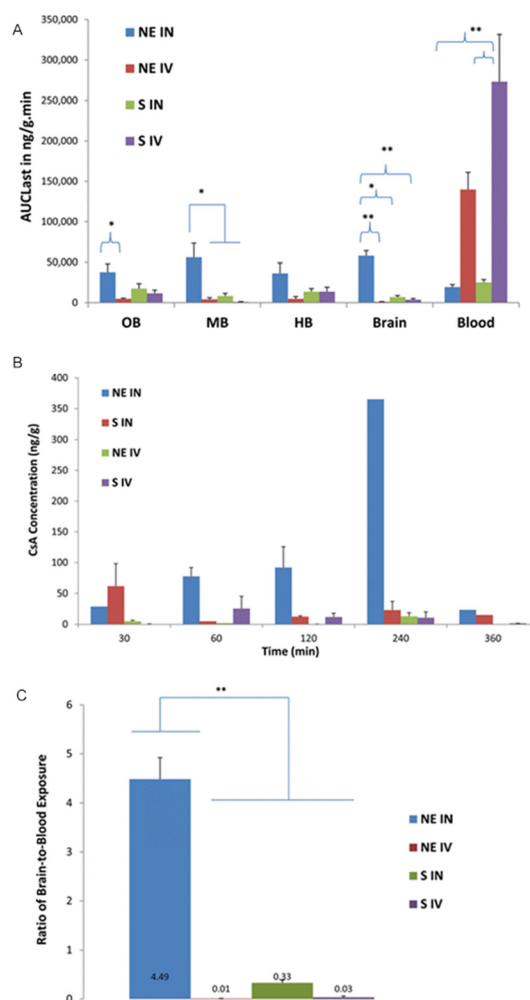 A
AUCLast in ng/g.min
350,000
300,000
250,000
200,000
150,000
100,000
50,000
0
NE IN
NE IV
S IN
S IV
*
*
**
*
**
**
OB MB HB Brain Blood
B
CsA Concentration (ng/g)
400
350
300
250
200
150
100
50
0
NE IN
S IN
NE IV
S IV
30 60 120 240 360
Time (min)
C
Ratio of Brain-to-Blood Exposure
6
5
4
3
2
1
0
**
NE IN
NE IV
S IN
S IV
4.49 0.01 0.33 0.03